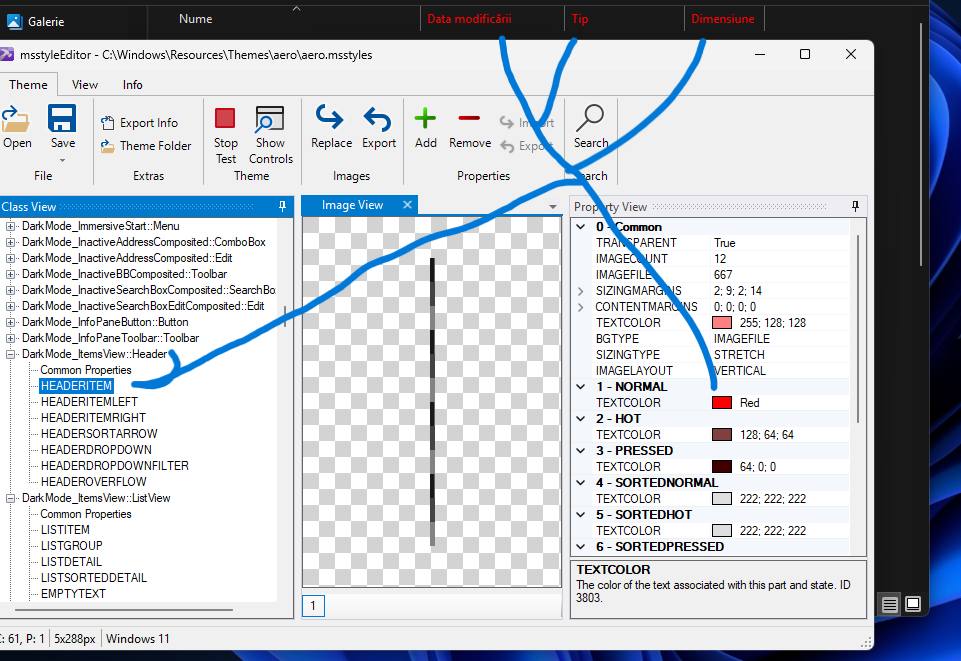 Galerie
Nume
Data modificării
Tip
Dimensiune
msstyleEditor - C:\Windows\Resources\Themes\aero\aero.msstyles
Theme View Info
Open
Save
File
Export Info
Theme Folder
Extras
Stop Test
Show Controls
Theme
Replace
Export
Images
Add
Remove
Export
Properties
Search
Class View
DarkMode_ImmersiveStart::Menu
DarkMode_InactiveAddressComposited::ComboBox
DarkMode_InactiveAddressComposited::Edit
DarkMode_InactiveBBComposited::Toolbar
DarkMode_InactiveSearchBoxComposited::SearchBo
DarkMode_InactiveSearchBoxEditComposited::Edit
DarkMode_InfoPaneButton::Button
DarkMode_InfoPaneToolbar::Toolbar
DarkMode_ItemsView::Header
Common Properties
HEADERITEM
HEADERITEMLEFT
HEADERITEMRIGHT
HEADERSORTARROW
HEADERDROPDOWN
HEADERDROPDOWNFILTER
HEADEROVERFLOW
DarkMode_ItemsView::ListView
Common Properties
LISTITEM
LISTGROUP
LISTDETAIL
LISTSORTEDDETAIL
EMPTYTEXT
Image View
1
Property View
0 - Common
TRANSPARENT True
IMAGECOUNT 12
IMAGEFILE 667
SIZINGMARGINS 2; 9; 2; 14
CONTENTMARGINS 0; 0; 0; 0
TEXTCOLOR 255; 128; 128
BGTYPE IMAGEFILE
SIZINGTYPE STRETCH
IMAGELAYOUT VERTICAL
1 - NORMAL
TEXTCOLOR Red
2 - HOT
TEXTCOLOR 128; 64; 64
3 - PRESSED
TEXTCOLOR 64; 0; 0
4 - SORTEDNORMAL
TEXTCOLOR 222; 222; 222
5 - SORTEDHOT
TEXTCOLOR 222; 222; 222
6 - SORTEDPRESSED
TEXTCOLOR
The color of the text associated with this part and state. ID
3803.
C: 61, P: 1 5x288px Windows 11